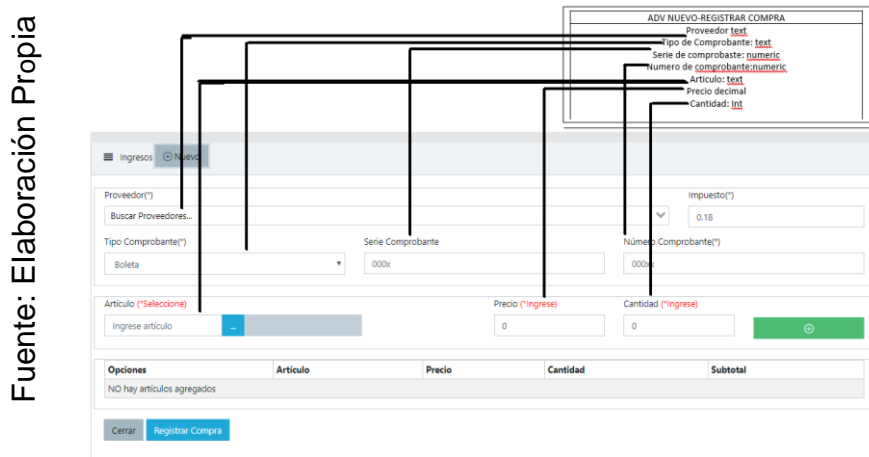 Fuente: Elaboración Propia
ADV NUEVO-REGISTRAR COMPRA
Proveedor text
Tipo de Comprobante: text
Serie de comprobaste: numeric
Numero de comprobante:numeric
Articulo: text
Precio decimal
Cantidad: Int
Ingresos Nuevo
Proveedor(*) Impuesto(*)
Buscar Proveedores... 0.18
Tipo Comprobante(*) Serie Comprobante Número Comprobante(*)
Boleta 000x 000xx
Artículo (*Seleccione) Precio (*Ingrese) Cantidad (*Ingrese)
Ingrese artículo ... 0 0
Opciones Artículo Precio Cantidad Subtotal
NO hay artículos agregados
Cerrar Registrar Compra